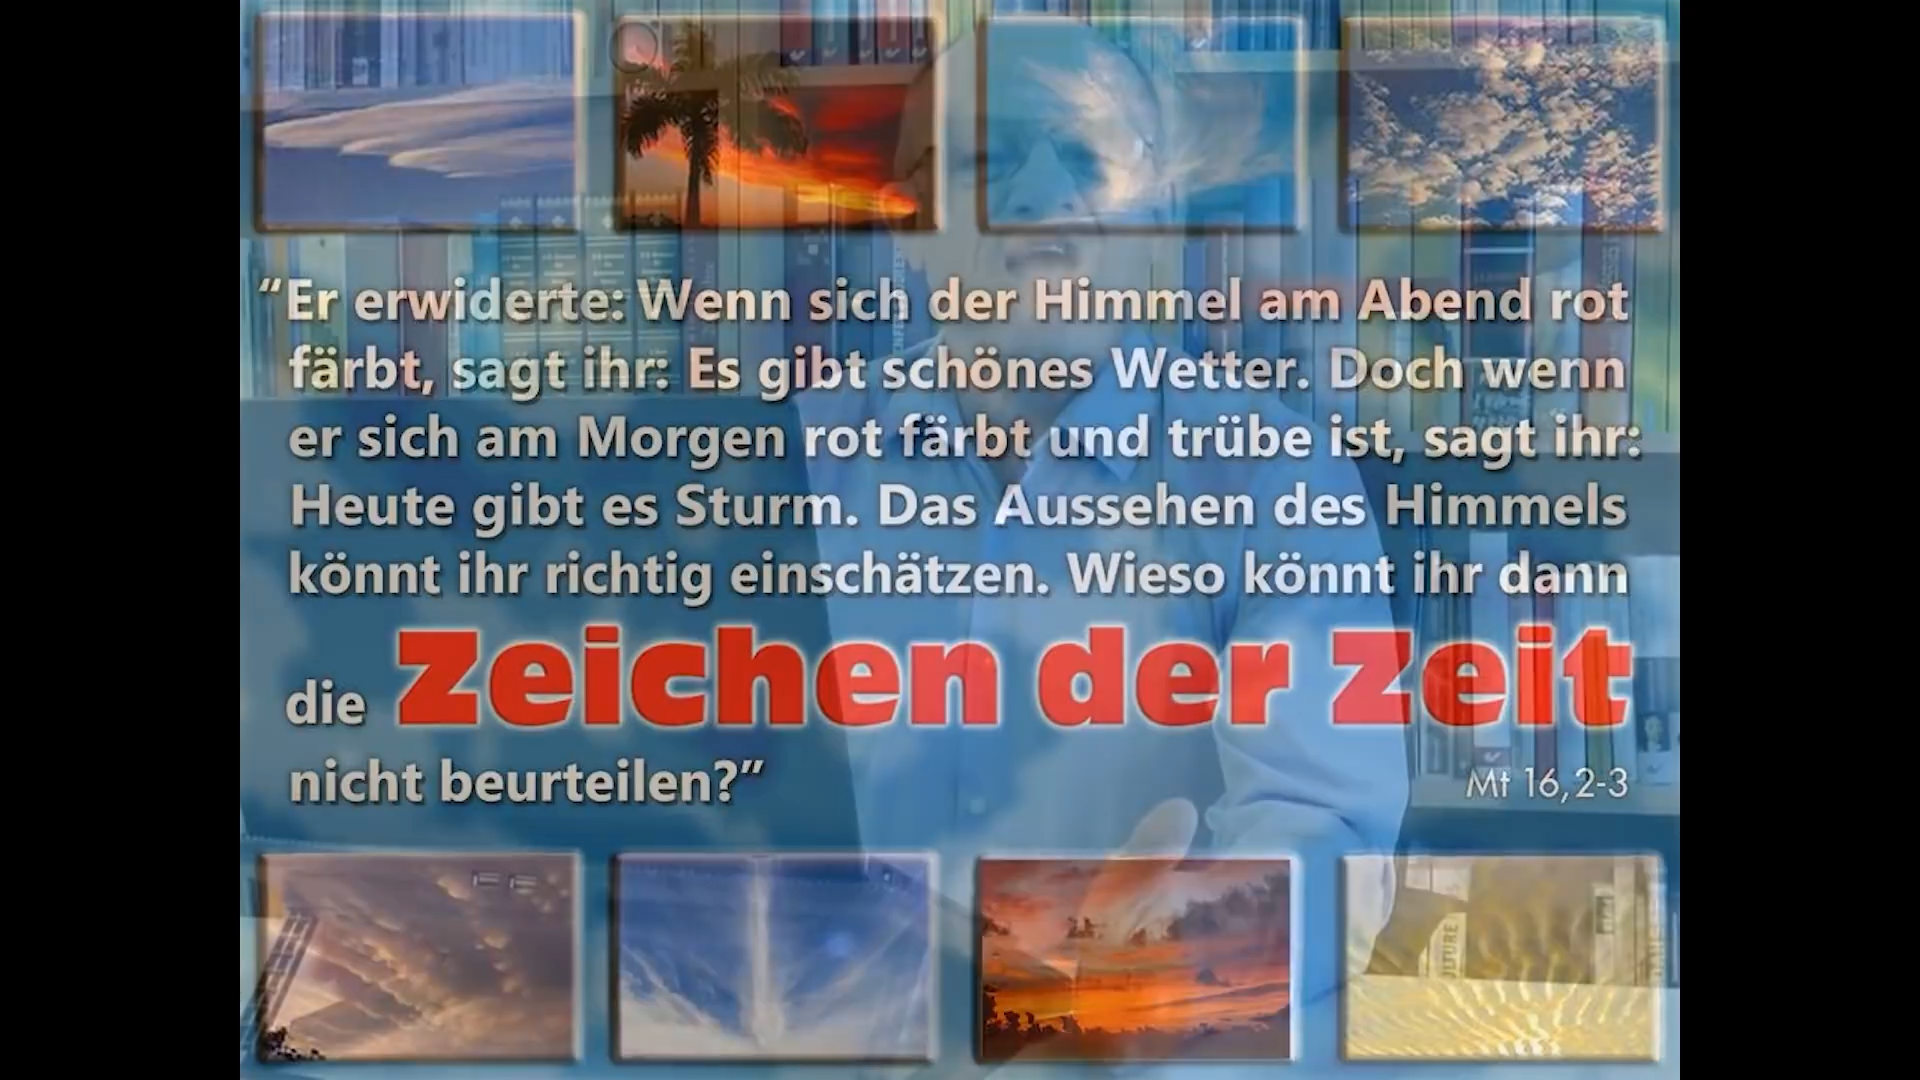 “Er erwiderte: Wenn sich der Himmel am Abend rot
färbt, sagt ihr: Es gibt schönes Wetter. Doch wenn
er sich am Morgen rot färbt und trübe ist, sagt ihr:
Heute gibt es Sturm. Das Aussehen des Himmels
könnt ihr richtig einschätzen. Wieso könnt ihr dann
die Zeichen der Zeit
nicht beurteilen?”
Mt 16,2-3